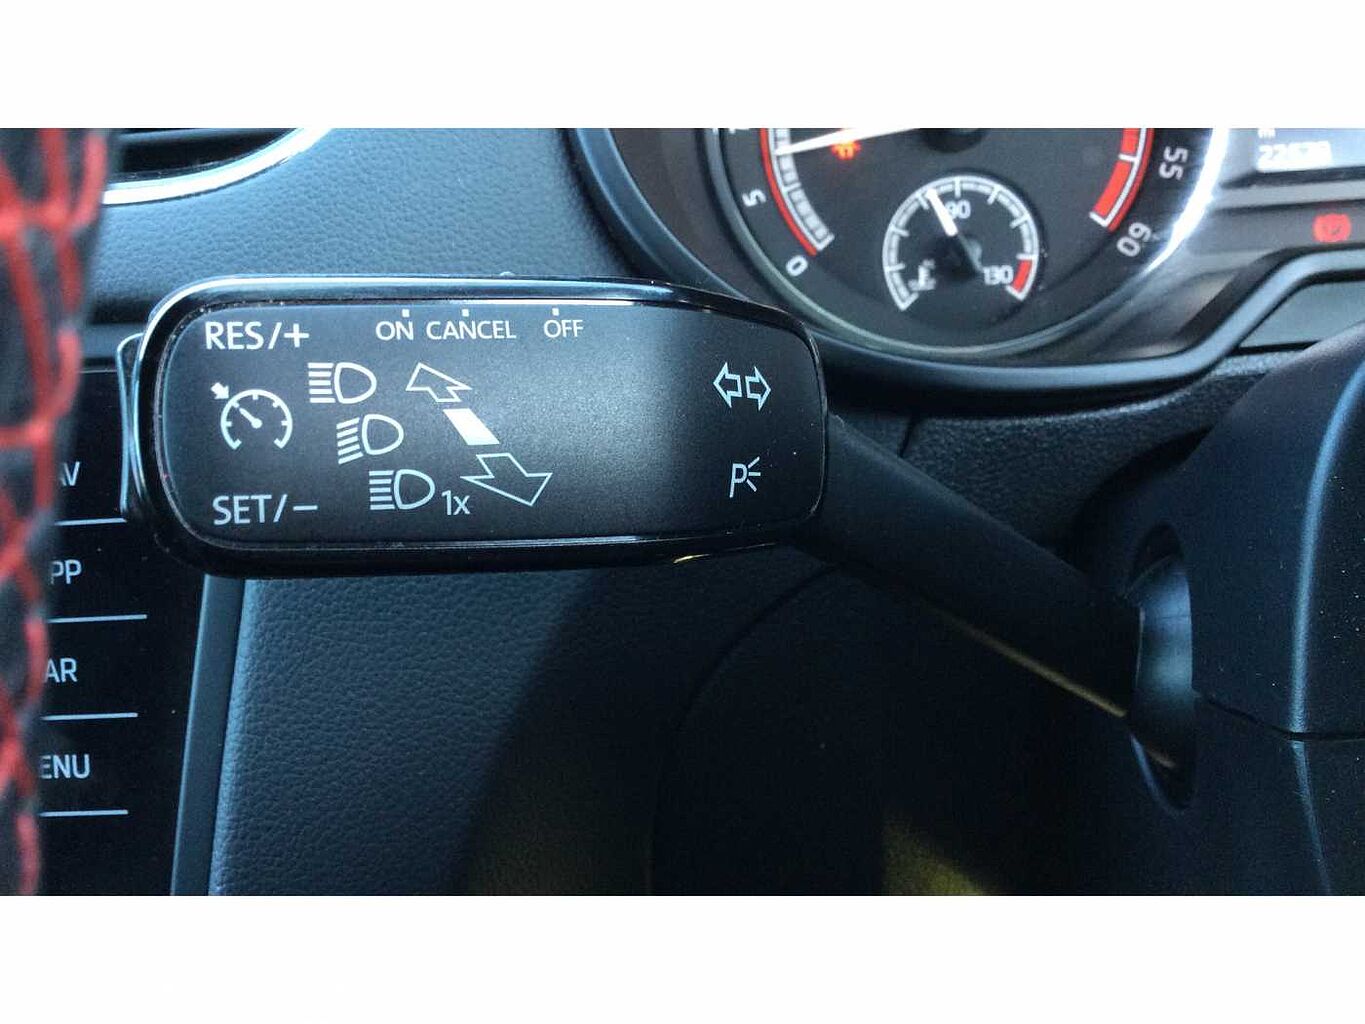 RES/+
ON CANCEL OFF
1x
SET/−
P
5
0
90
130
55
60
AV
PP
AR
ENU